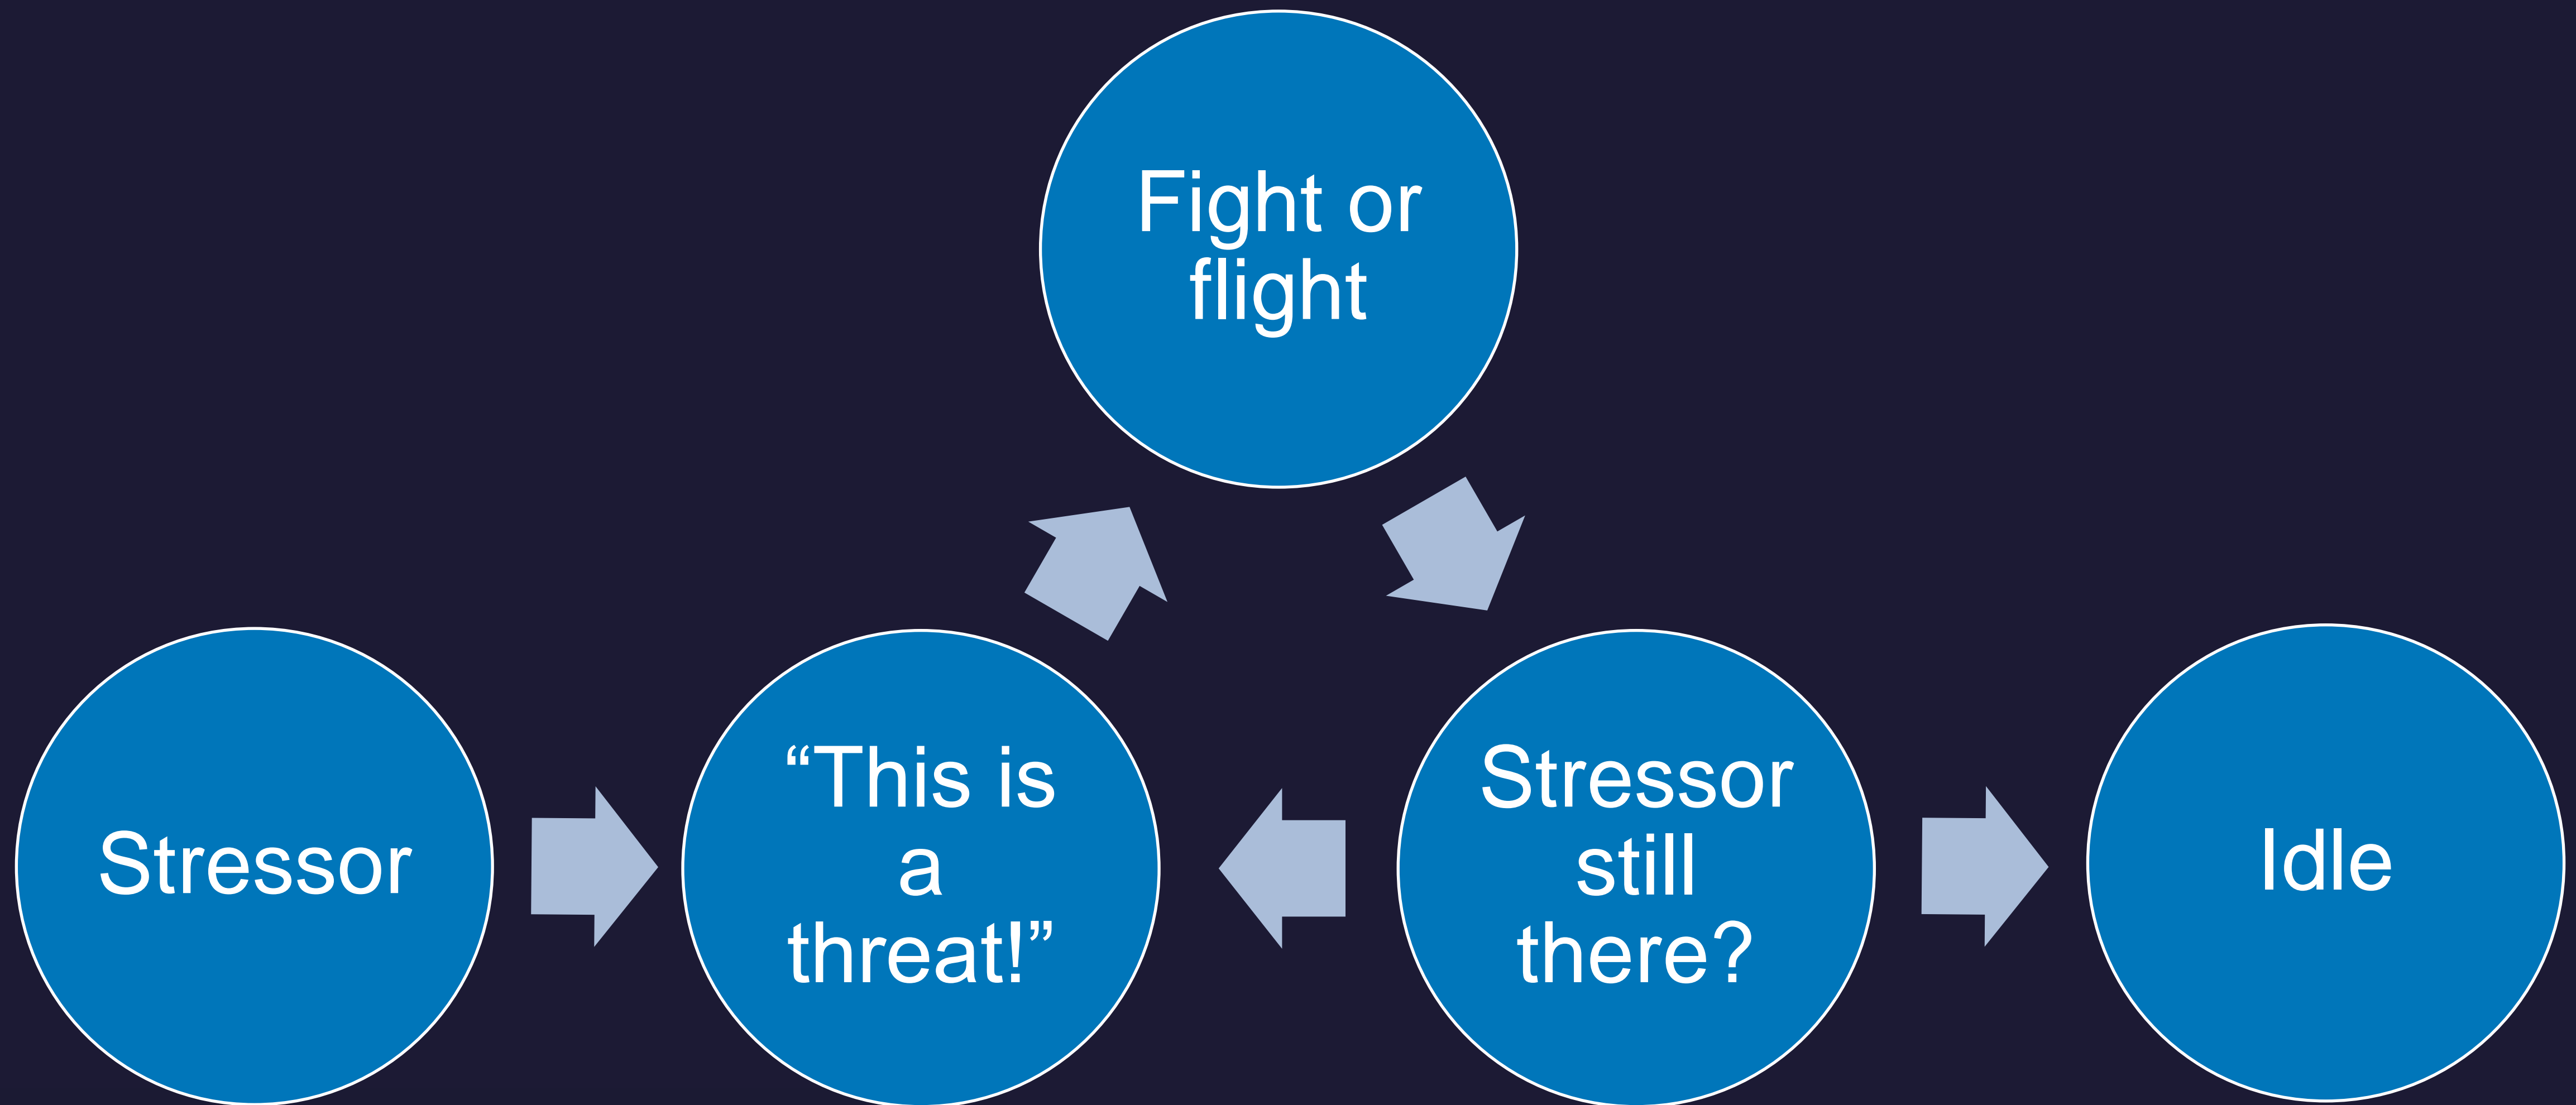 Fight or
flight
Stressor
“This is
a
threat!”
Stressor
still
there?
Idle